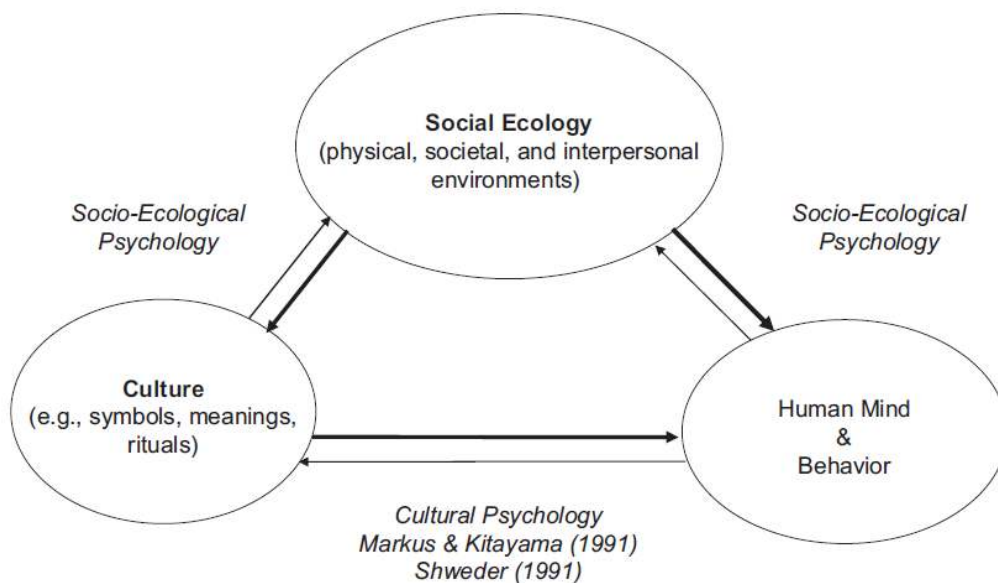 Social Ecology
(physical, societal, and interpersonal
environments)
Socio-Ecological
Psychology
Socio-Ecological
Psychology
Culture
(e.g., symbols, meanings,
rituals)
Human Mind
&
Behavior
Cultural Psychology
Markus & Kitayama (1991)
Shweder (1991)